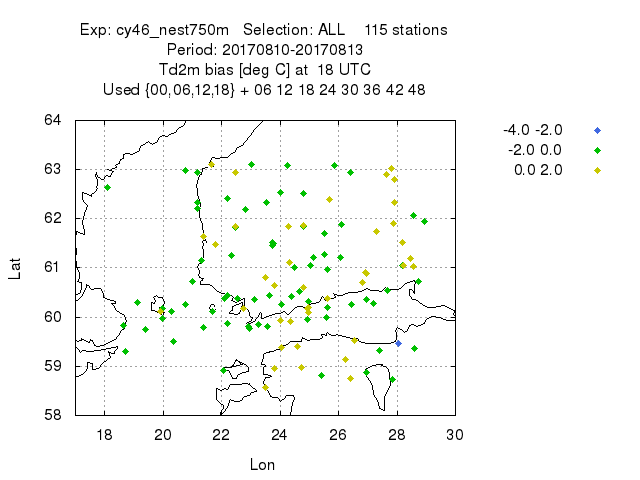 Exp: cy46_nest750m Selection: ALL 115 stations
Period: 20170810-20170813
Td2m bias [deg C] at 18 UTC
Used {00,06,12,18} + 06 12 18 24 30 36 42 48
-4.0 -2.0
-2.0 0.0
0.0 2.0
64
63
62
61
60
59
58
Lat
18 20 22 24 26 28 30
Lon